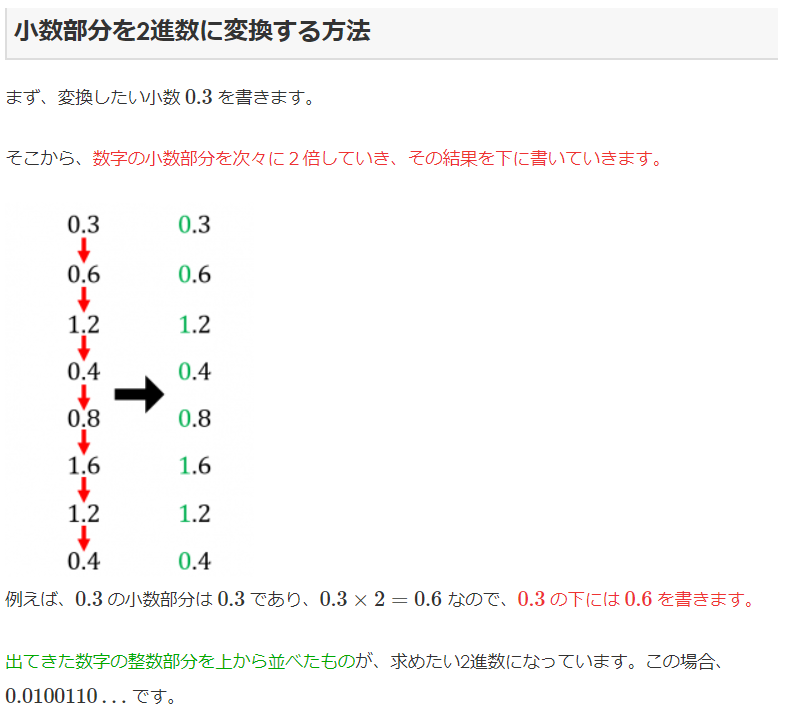 小数部分を2進数に変換する方法
まず、変換したい小数 0.3 を書きます。
そこから、数字の小数部分を次々に２倍していき、その結果を下に書いていきます。
0.3 0.3
0.6 0.6
1.2 1.2
0.4 0.4
0.8 0.8
1.6 1.6
1.2 1.2
0.4 0.4
例えば、0.3 の小数部分は 0.3 であり、0.3 × 2 = 0.6 なので、0.3 の下には 0.6 を書きます。
出てきた数字の整数部分を上から並べたものが、求めたい2進数になっています。この場合、
0.0100110 . . . です。